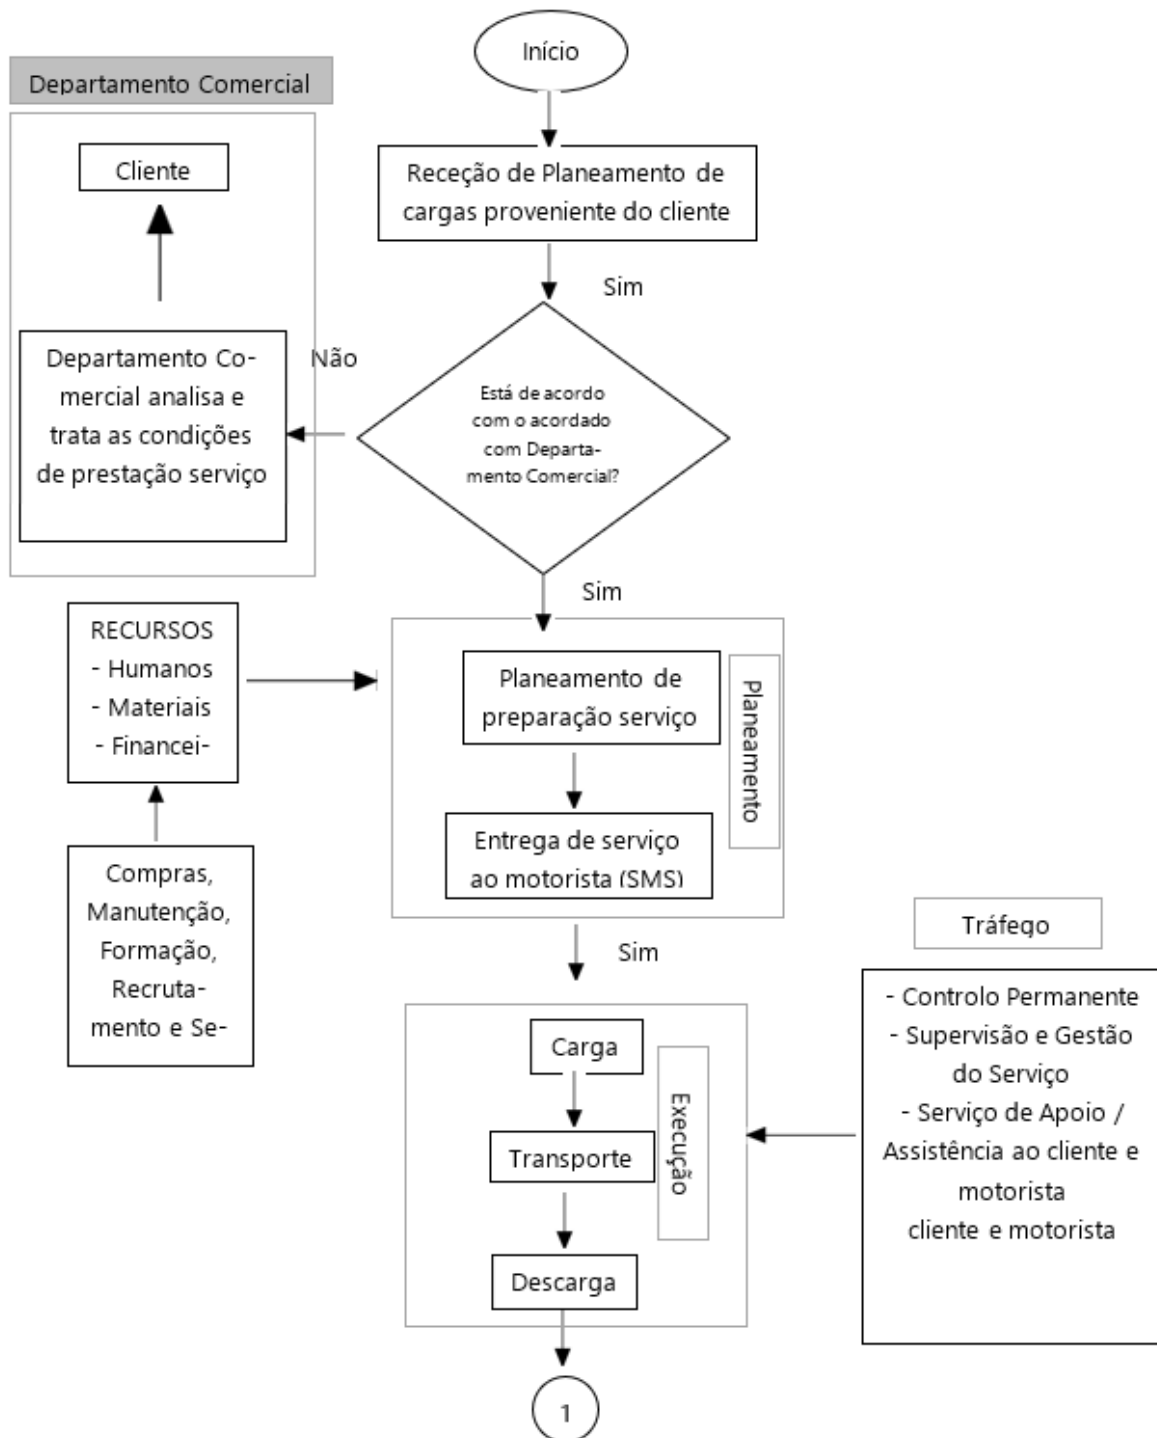 Início
Departamento Comercial
Cliente
Receção de Planeamento de
cargas proveniente do cliente
Sim
Departamento Co-
mercial analisa e
trata as condições
de prestação serviço
Não
Está de acordo
com o acordado
com Departa-
mento Comercial?
Sim
RECURSOS
- Humanos
- Materiais
- Financei-
Planeamento de
preparação serviço
Planeamento
Entrega de serviço
ao motorista (SMS)
Compras,
Manutenção,
Formação,
Recruta-
mento e Se-
Sim
Tráfego
- Controlo Permanente
- Supervisão e Gestão
do Serviço
- Serviço de Apoio /
Assistência ao cliente e
motorista
cliente e motorista
Carga
Execução
Transporte
Descarga
1